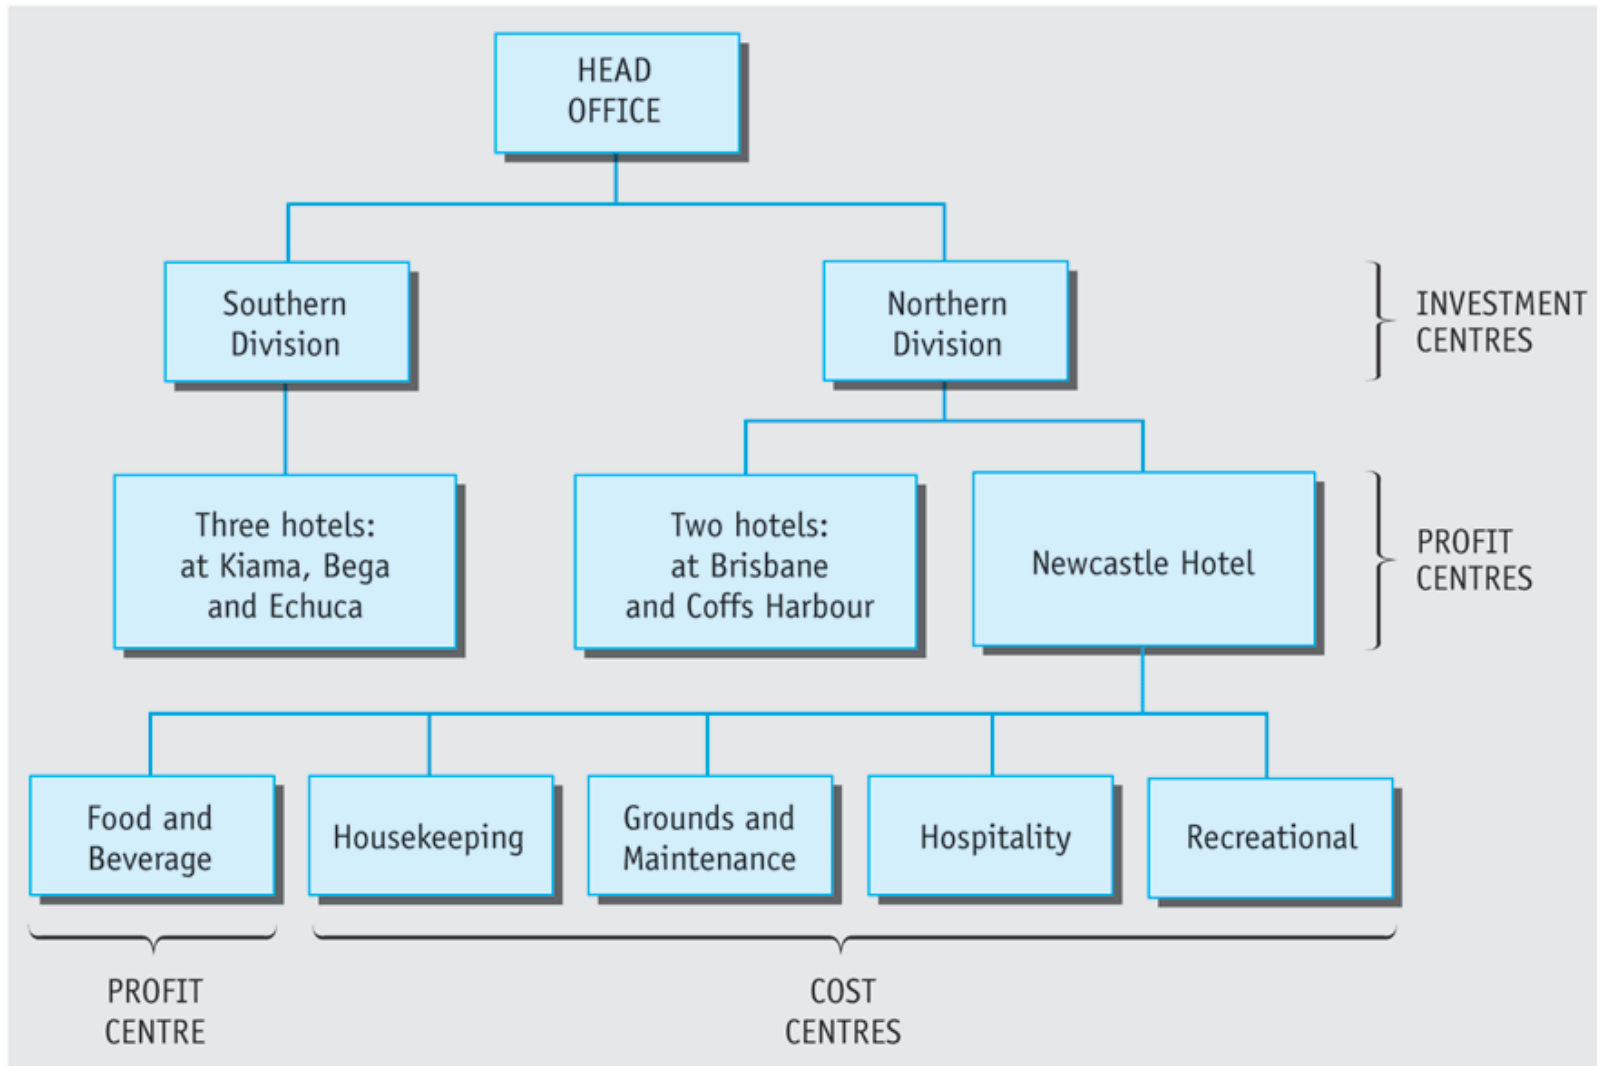 HEAD
OFFICE
Southern
Division
Northern
Division
INVESTMENT
CENTRES
Three hotels:
at Kiama, Bega
and Echuca
Two hotels:
at Brisbane
and Coffs Harbour
Newcastle Hotel
PROFIT
CENTRES
Food and
Beverage
Housekeeping
Grounds and
Maintenance
Hospitality
Recreational
PROFIT
CENTRE
COST
CENTRES